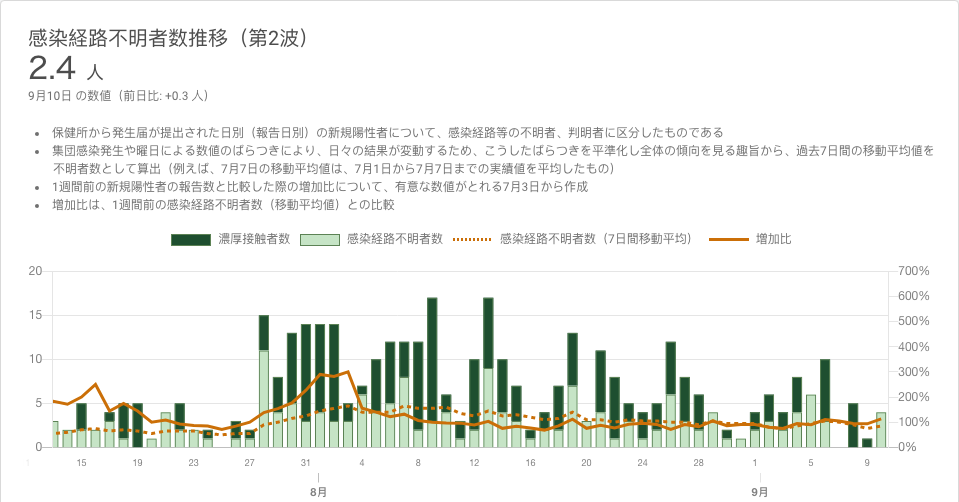 感染経路不明者数推移（第2波）
2.4 人
9月10日 の数値（前日比: +0.3 人）
• 保健所から発生届が提出された日別（報告日別）の新規陽性者について、感染経路等の不明者、判明者に区分したものである
• 集団感染発生や曜日による数値のばらつきにより、日々の結果が変動するため、こうしたばらつきを平準化し全体の傾向を見る趣旨から、過去7日間の移動平均値を
不明者数として算出（例えば、7月7日の移動平均値は、7月1日から7月7日までの実績値を平均したもの）
• 1週間前の新規陽性者の報告数と比較した際の増加比について、有意な数値がとれる7月3日から作成
• 増加比は、1週間前の感染経路不明者数（移動平均値）との比較
濃厚接触者数 感染経路不明者数 感染経路不明者数（7日間移動平均） 増加比
20 700%
600%
15 500%
400%
10 300%
5 200%
100%
0 0%
15 19 23 27 31 4 8 12 16 20 24 28 1 5 9
8月 9月